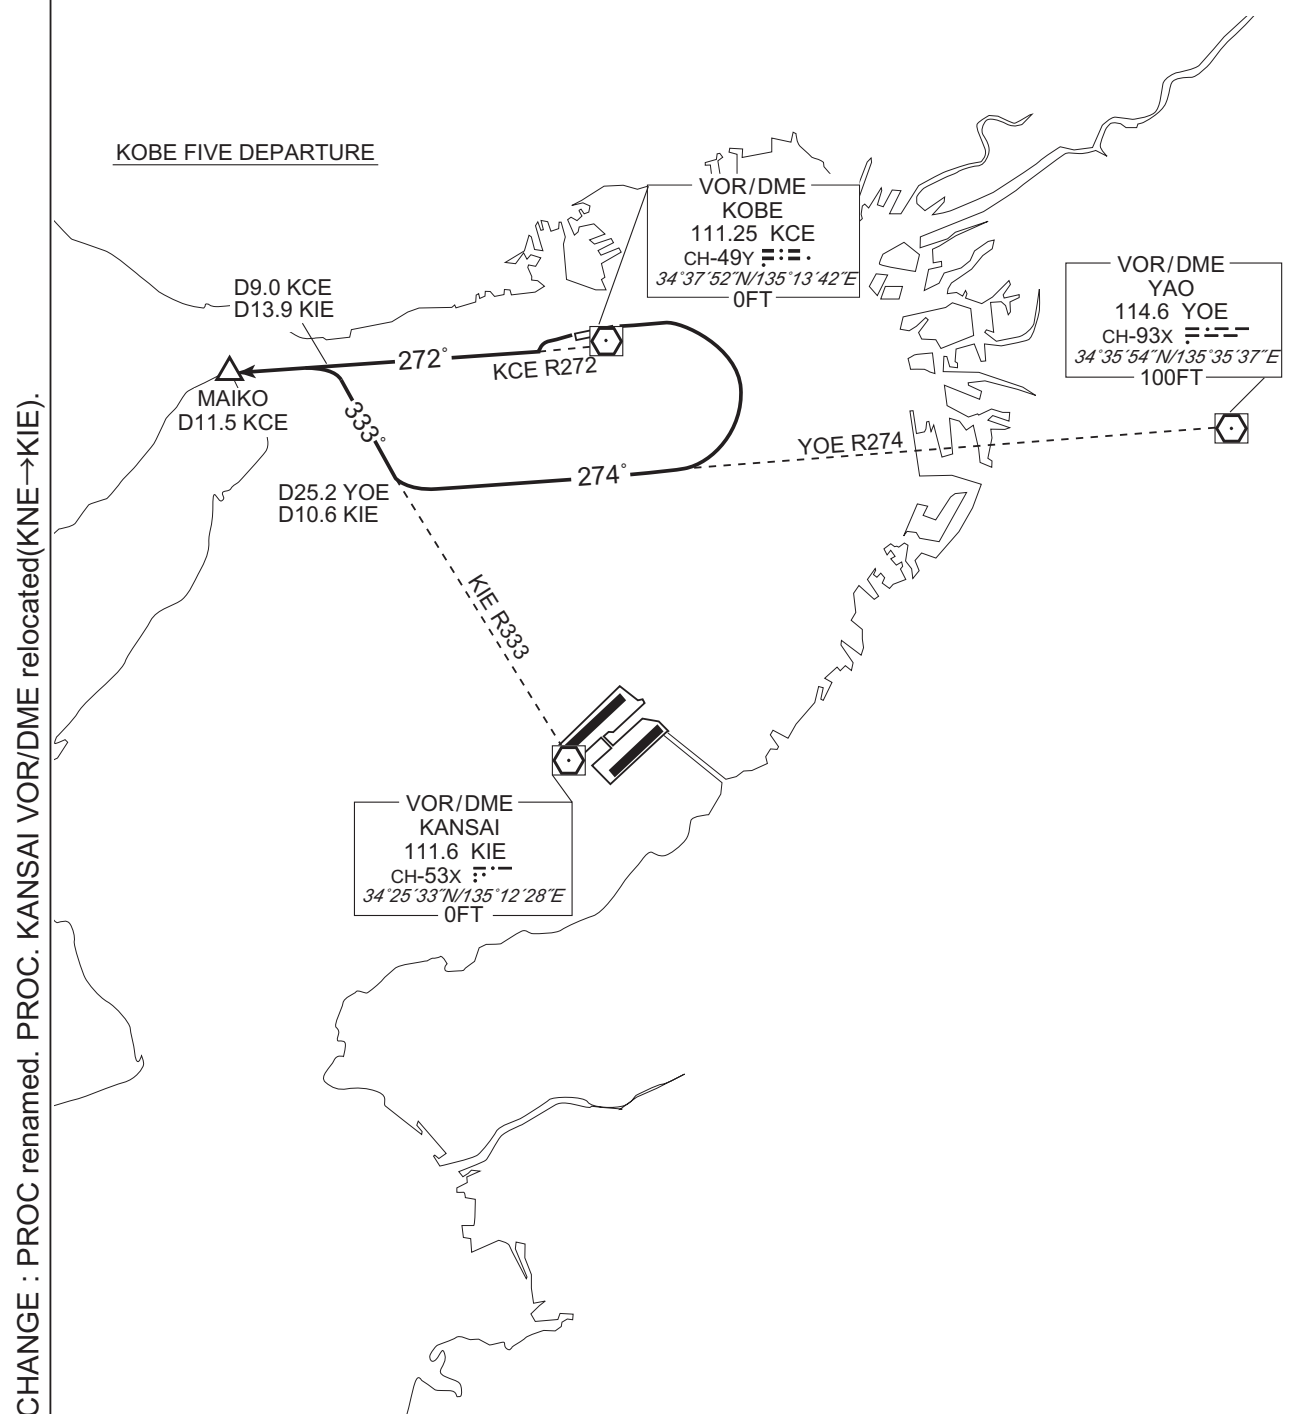 KOBE FIVE DEPARTURE
VOR/DME
KOBE
111.25 KCE
CH-49Y
34°37´52˝N/135°13´42˝E
0FT
VOR/DME
YAO
114.6 YOE
CH-93X
34°35´54˝N/135°35´37˝E
100FT
D9.0 KCE
D13.9 KIE
272°
KCE R272
MAIKO
D11.5 KCE
333°
YOE R274
274°
D25.2 YOE
D10.6 KIE
KIE R333
VOR/DME
KANSAI
111.6 KIE
CH-53X
34°25´33˝N/135°12´28˝E
0FT
CHANGE : PROC renamed. PROC. KANSAI VOR/DME relocated(KNE→KIE).